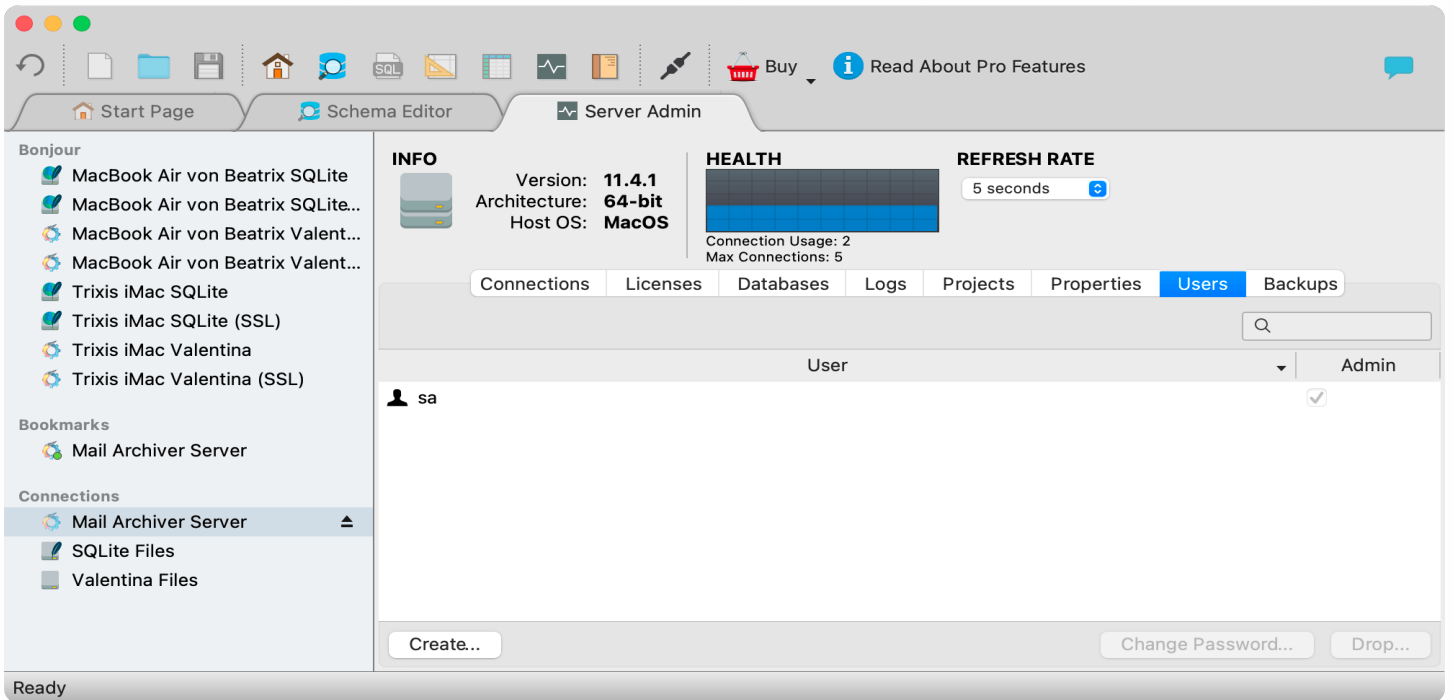 SQL
Buy
Read About Pro Features
Start Page
Schema Editor
Server Admin
Bonjour
MacBook Air von Beatrix SQLite
MacBook Air von Beatrix SQLite...
MacBook Air von Beatrix Valent...
MacBook Air von Beatrix Valent...
Trixis iMac SQLite
Trixis iMac SQLite (SSL)
Trixis iMac Valentina
Trixis iMac Valentina (SSL)
Bookmarks
Mail Archiver Server
Connections
Mail Archiver Server
SQLite Files
Valentina Files
INFO
Version: 11.4.1
Architecture: 64-bit
Host OS: MacOS
HEALTH
Connection Usage: 2
Max Connections: 5
REFRESH RATE
5 seconds
Connections Licenses Databases Logs Projects Properties Users Backups
User Admin
sa
Create... Change Password... Drop...
Ready